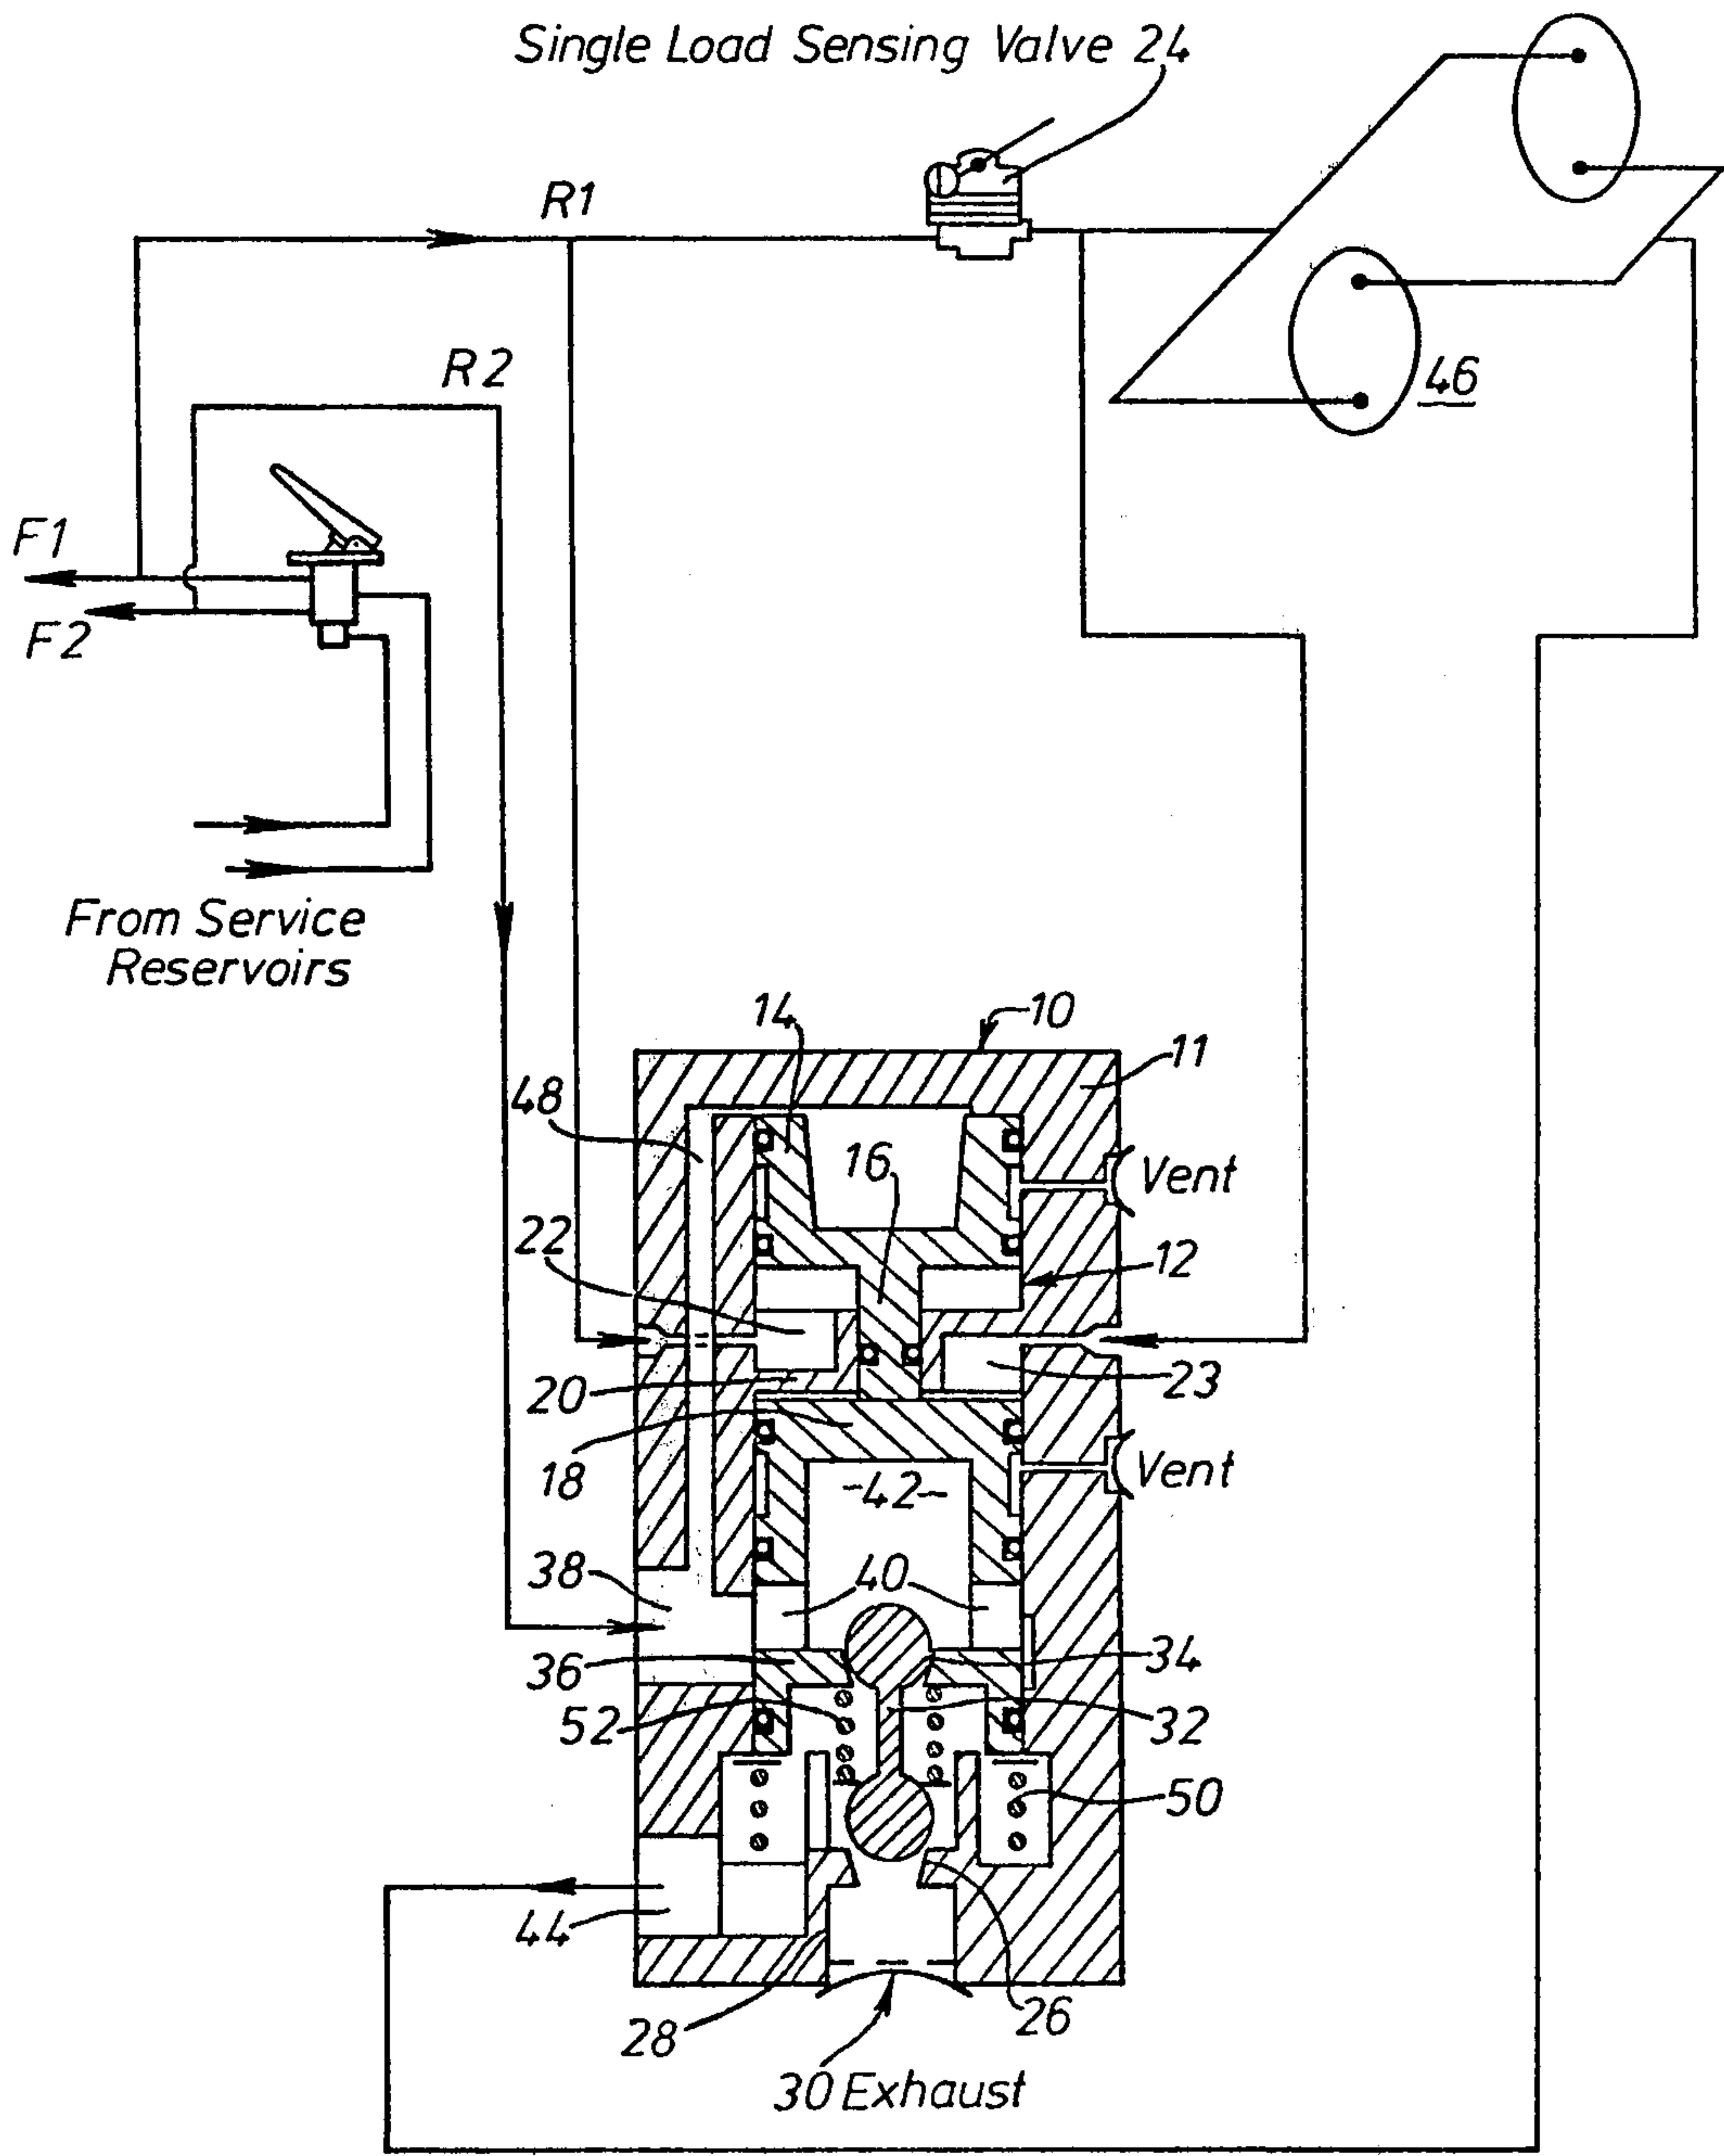 Single Load Sensing Valve 24
R1
R2
46
F1
F2
From Service
Reservoirs
14
10
11
48
16
Vent
22
12
20
23
18
-42-
Vent
38
40
36
34
52
32
50
44
28
26
30 Exhaust